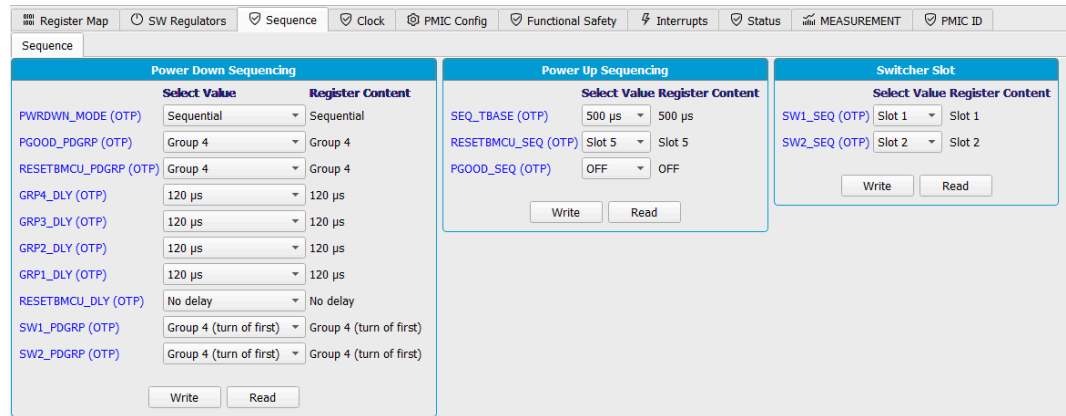 Register Map SW Regulators Sequence Clock PMIC Config Functional Safety Interrupts Status MEASUREMENT PMIC ID
Sequence
Power Down Sequencing
Select Value Register Content
PWRDWN_MODE (OTP) Sequential Sequential
PGOOD_PDGRP (OTP) Group 4 Group 4
RESETBMCU_PDGRP (OTP) Group 4 Group 4
GRP4_DLY (OTP) 120 µs 120 µs
GRP3_DLY (OTP) 120 µs 120 µs
GRP2_DLY (OTP) 120 µs 120 µs
GRP1_DLY (OTP) 120 µs 120 µs
RESETBMCU_DLY (OTP) No delay No delay
SW1_PDGRP (OTP) Group 4 (turn of first) Group 4 (turn of first)
SW2_PDGRP (OTP) Group 4 (turn of first) Group 4 (turn of first)
Write Read
Power Up Sequencing
Select Value Register Content
SEQ_TBASE (OTP) 500 µs 500 µs
RESETBMCU_SEQ (OTP) Slot 5 Slot 5
PGOOD_SEQ (OTP) OFF OFF
Write Read
Switcher Slot
Select Value Register Content
SW1_SEQ (OTP) Slot 1 Slot 1
SW2_SEQ (OTP) Slot 2 Slot 2
Write Read